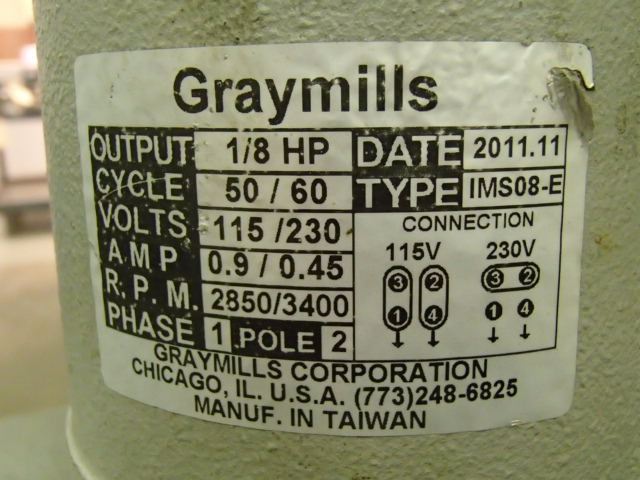 Graymills
OUTPUT 1/8 HP DATE 2011.11
CYCLE 50 / 60 TYPE IMS08-E
VOLTS 115 /230
AMP 0.9 / 0.45
R.P.M. 2850/3400
PHASE 1 POLE 2
CONNECTION
115V 230V
3 2 3 2
1 4 1 4
GRAYMILLS CORPORATION
CHICAGO, IL. U.S.A. (773)248-6825
MANUF. IN TAIWAN